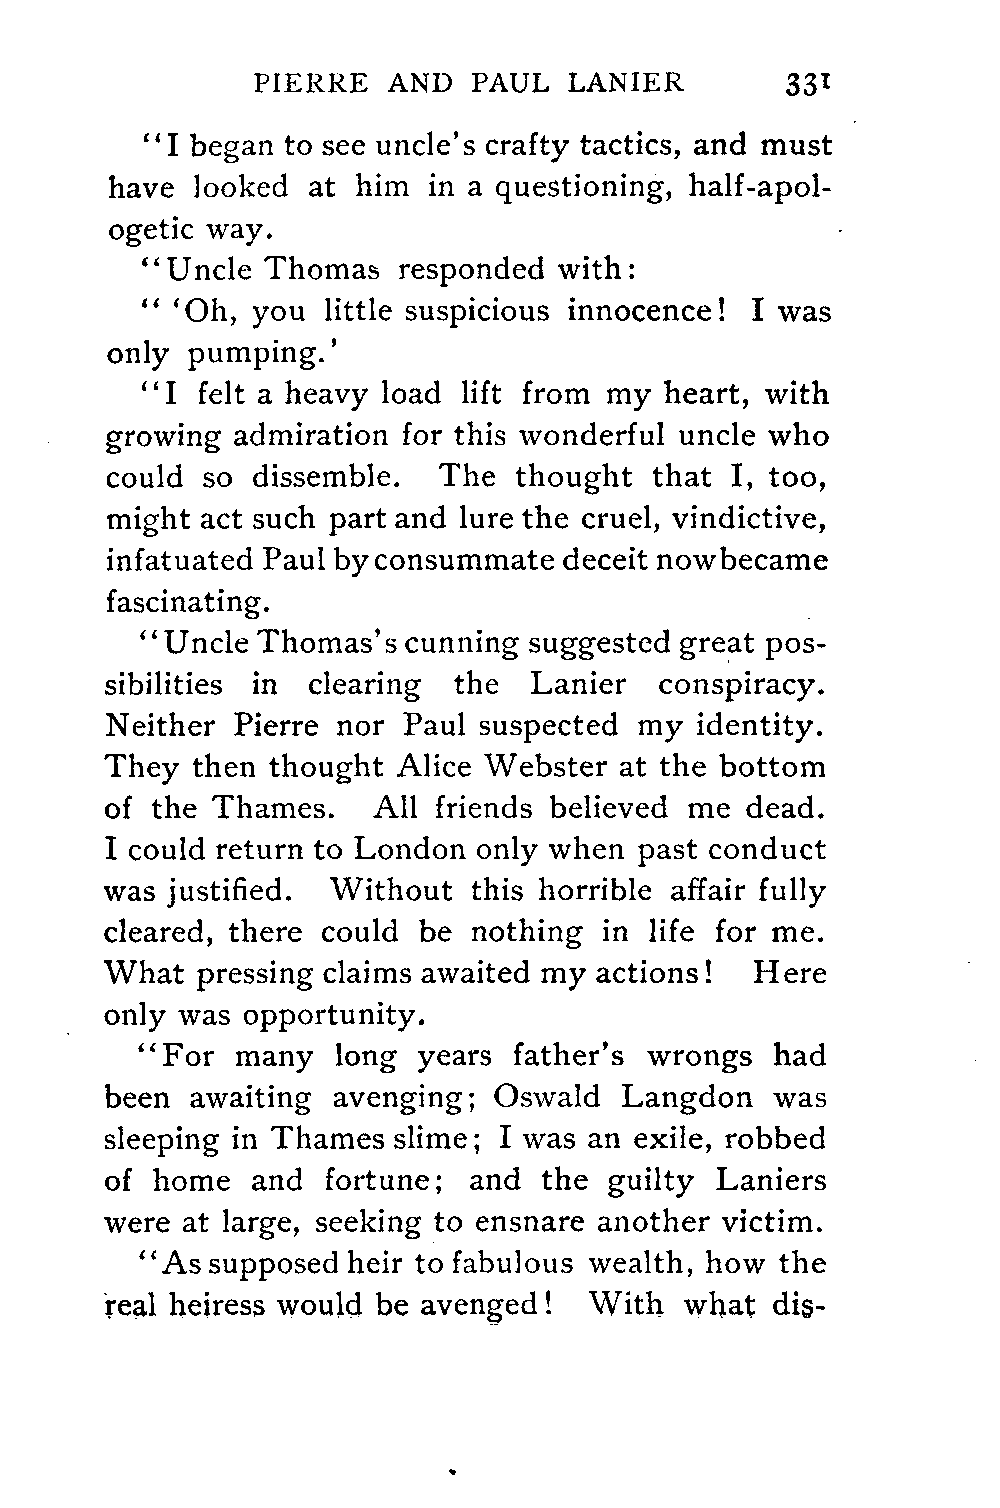 PIERRE AND PAUL LANIER 331
"I began to see uncle's crafty tactics, and must
have looked at him in a questioning, half-apol-
ogetic way.
"Uncle Thomas responded with:
" 'Oh, you little suspicious innocence! I was
only pumping.'
"I felt a heavy load lift from my heart, with
growing admiration for this wonderful uncle who
could so dissemble. The thought that I, too,
might act such part and lure the cruel, vindictive,
infatuated Paul by consummate deceit now became
fascinating.
"Uncle Thomas's cunning suggested great pos-
sibilities in clearing the Lanier conspiracy.
Neither Pierre nor Paul suspected my identity.
They then thought Alice Webster at the bottom
of the Thames. All friends believed me dead.
I could return to London only when past conduct
was justified. Without this horrible affair fully
cleared, there could be nothing in life for me.
What pressing claims awaited my actions! Here
only was opportunity.
"For many long years father's wrongs had
been awaiting avenging; Oswald Langdon was
sleeping in Thames slime; I was an exile, robbed
of home and fortune; and the guilty Laniers
were at large, seeking to ensnare another victim.
"As supposed heir to fabulous wealth, how the
real heiress would be avenged! With what dis-